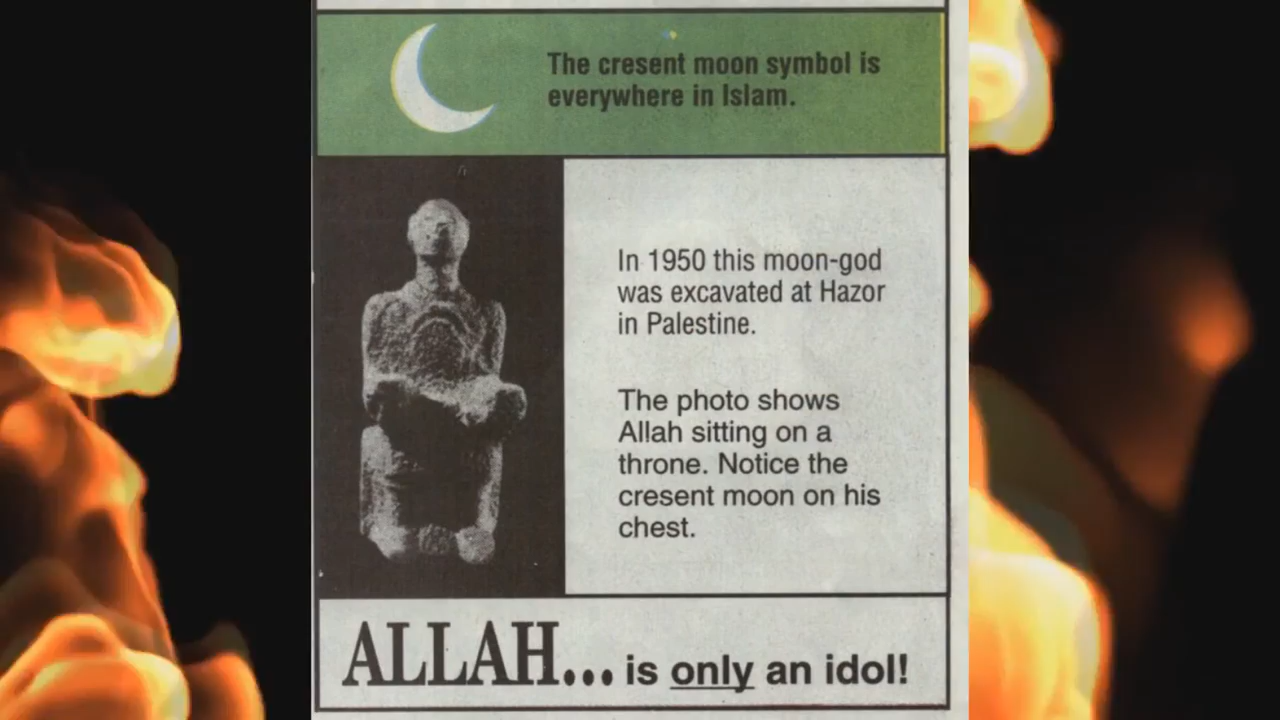 The cresent moon symbol is
everywhere in Islam.
In 1950 this moon-god
was excavated at Hazor
in Palestine.
The photo shows
Allah sitting on a
throne. Notice the
cresent moon on his
chest.
ALLAH... is only an idol!